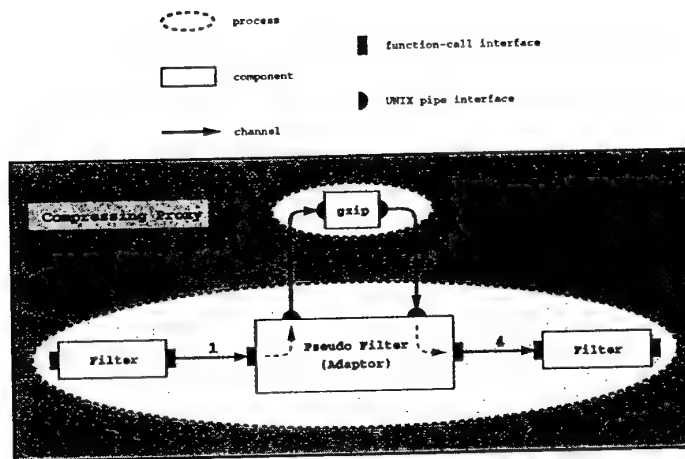 process
function-call interface
component
UNIX pipe interface
channel
Compressing Proxy
gzip
Filter
1
Pseudo Filter
(Adaptor)
4
Filter